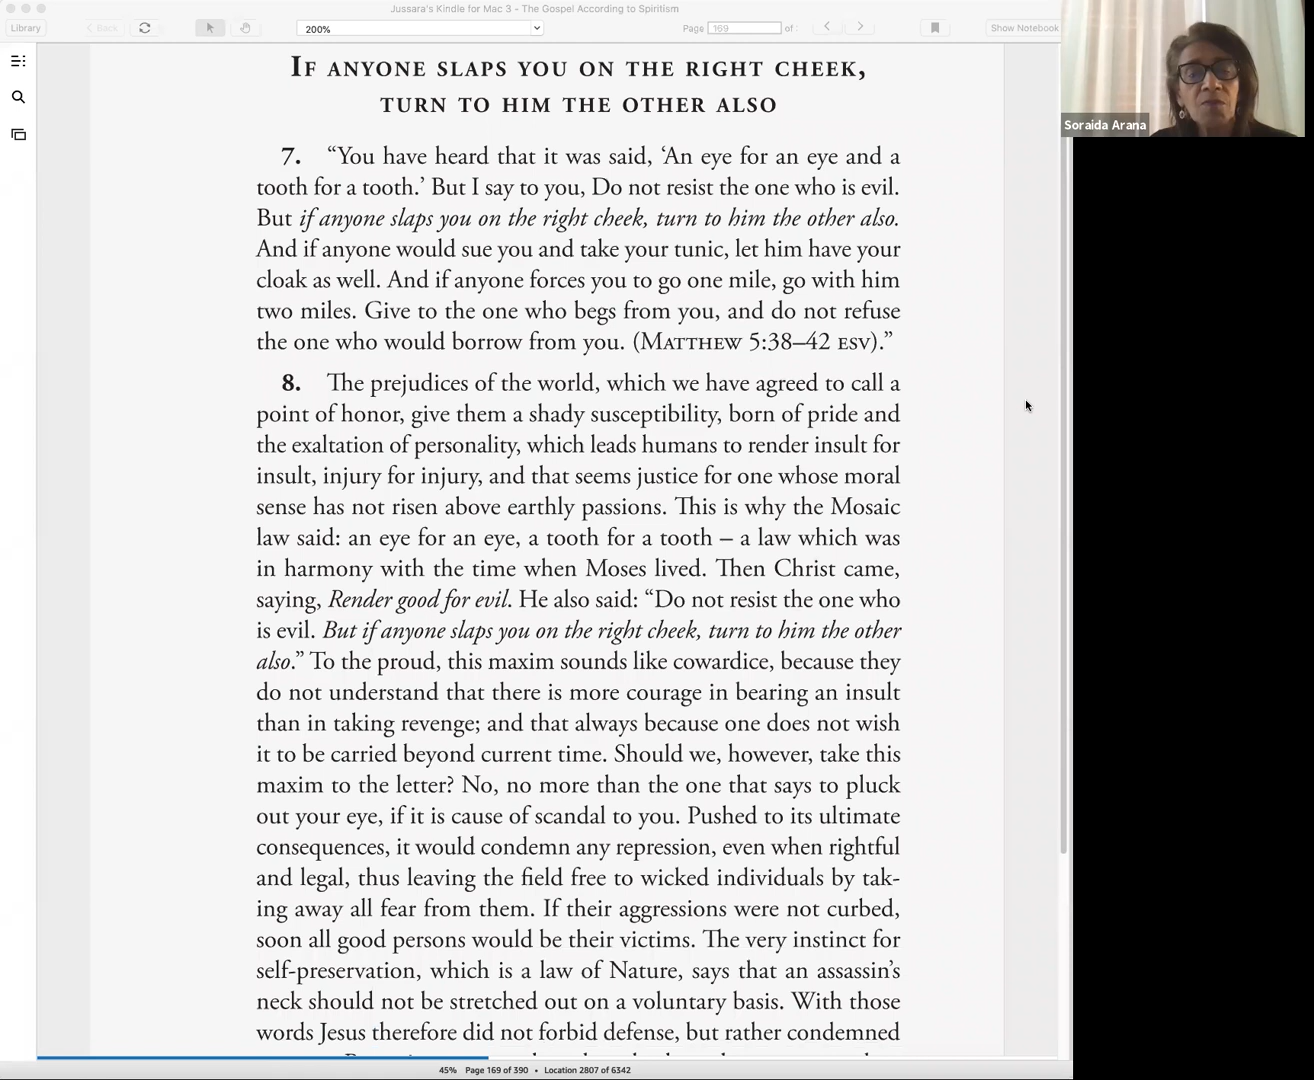 Jussara's Kindle for Mac 3 - The Gospel According to Spiritism
Library
< Back
200%
Page 169 of
Show Notebook
Soraida Arana
IF ANYONE SLAPS YOU ON THE RIGHT CHEEK,
TURN TO HIM THE OTHER ALSO
7. “You have heard that it was said, ‘An eye for an eye and a
tooth for a tooth.’ But I say to you, Do not resist the one who is evil.
But if anyone slaps you on the right cheek, turn to him the other also.
And if anyone would sue you and take your tunic, let him have your
cloak as well. And if anyone forces you to go one mile, go with him
two miles. Give to the one who begs from you, and do not refuse
the one who would borrow from you. (MATTHEW 5:38–42 ESV).”
8. The prejudices of the world, which we have agreed to call a
point of honor, give them a shady susceptibility, born of pride and
the exaltation of personality, which leads humans to render insult for
insult, injury for injury, and that seems justice for one whose moral
sense has not risen above earthly passions. This is why the Mosaic
law said: an eye for an eye, a tooth for a tooth – a law which was
in harmony with the time when Moses lived. Then Christ came,
saying, Render good for evil. He also said: “Do not resist the one who
is evil. But if anyone slaps you on the right cheek, turn to him the other
also.” To the proud, this maxim sounds like cowardice, because they
do not understand that there is more courage in bearing an insult
than in taking revenge; and that always because one does not wish
it to be carried beyond current time. Should we, however, take this
maxim to the letter? No, no more than the one that says to pluck
out your eye, if it is cause of scandal to you. Pushed to its ultimate
consequences, it would condemn any repression, even when rightful
and legal, thus leaving the field free to wicked individuals by tak-
ing away all fear from them. If their aggressions were not curbed,
soon all good persons would be their victims. The very instinct for
self-preservation, which is a law of Nature, says that an assassin’s
neck should not be stretched out on a voluntary basis. With those
words Jesus therefore did not forbid defense, but rather condemned
45% Page 169 of 390 • Location 2807 of 6342